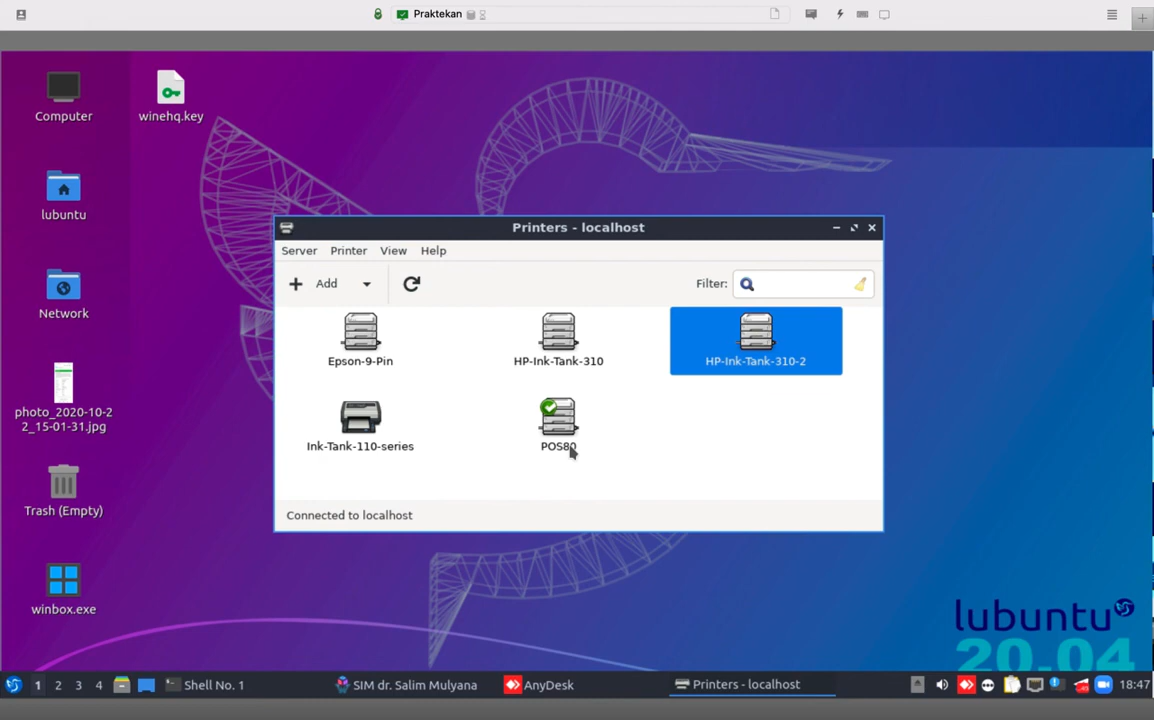 Praktekan
Computer
winehq.key
lubuntu
Network
photo_2020-10-2
2_15-01-31.jpg
Trash (Empty)
winbox.exe
Printers - localhost
Server Printer View Help
Add
Filter:
Epson-9-Pin
HP-Ink-Tank-310
HP-Ink-Tank-310-2
Ink-Tank-110-series
POS80
Connected to localhost
lubuntu
20.04
1 2 3 4
Shell No. 1
SIM dr. Salim Mulyana
AnyDesk
Printers - localhost
18:47